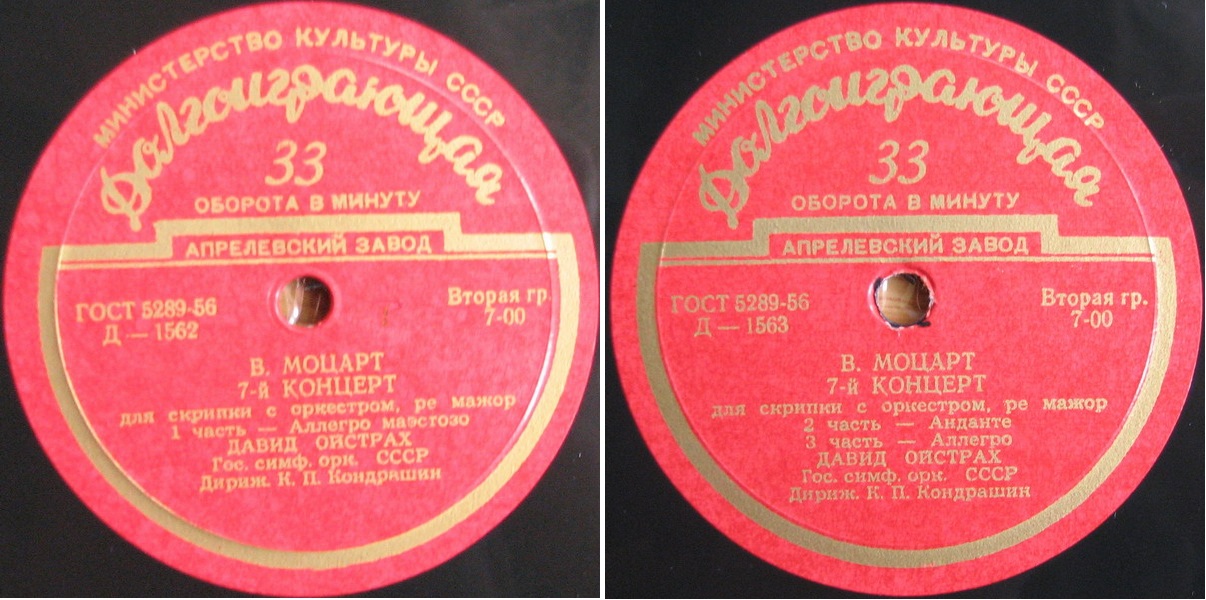 МИНИСТЕРСТВО КУЛЬТУРЫ СССР
Долгоиграющая
33
ОБОРОТА В МИНУТУ
АПРЕЛЕВСКИЙ ЗАВОД
ГОСТ 5289-56
Д — 1562
Вторая гр.
7-00
В. МОЦАРТ
7-й КОНЦЕРТ
для скрипки с оркестром, ре мажор
1 часть — Аллегро маэстозо
ДАВИД ОЙСТРАХ
Гос. симф. орк. СССР
Дириж. К. П. Кондрашин
МИНИСТЕРСТВО КУЛЬТУРЫ СССР
Долгоиграющая
33
ОБОРОТА В МИНУТУ
АПРЕЛЕВСКИЙ ЗАВОД
ГОСТ 5289-56
Д — 1563
Вторая гр.
7-00
В. МОЦАРТ
7-й КОНЦЕРТ
для скрипки с оркестром, ре мажор
2 часть — Анданте
3 часть — Аллегро
ДАВИД ОЙСТРАХ
Гос. симф. орк. СССР
Дириж. К. П. Кондрашин